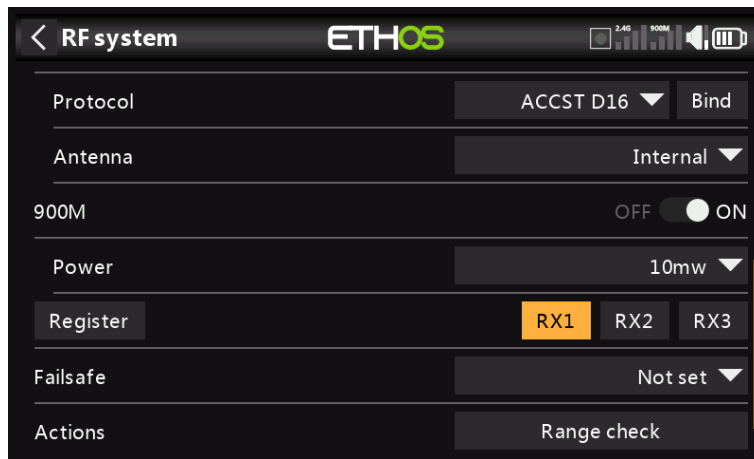 RF system ETHOS 2.4G 900M
Protocol ACCST D16 Bind
Antenna Internal
900M OFF ON
Power 10mw
Register RX1 RX2 RX3
Failsafe Not set
Actions Range check